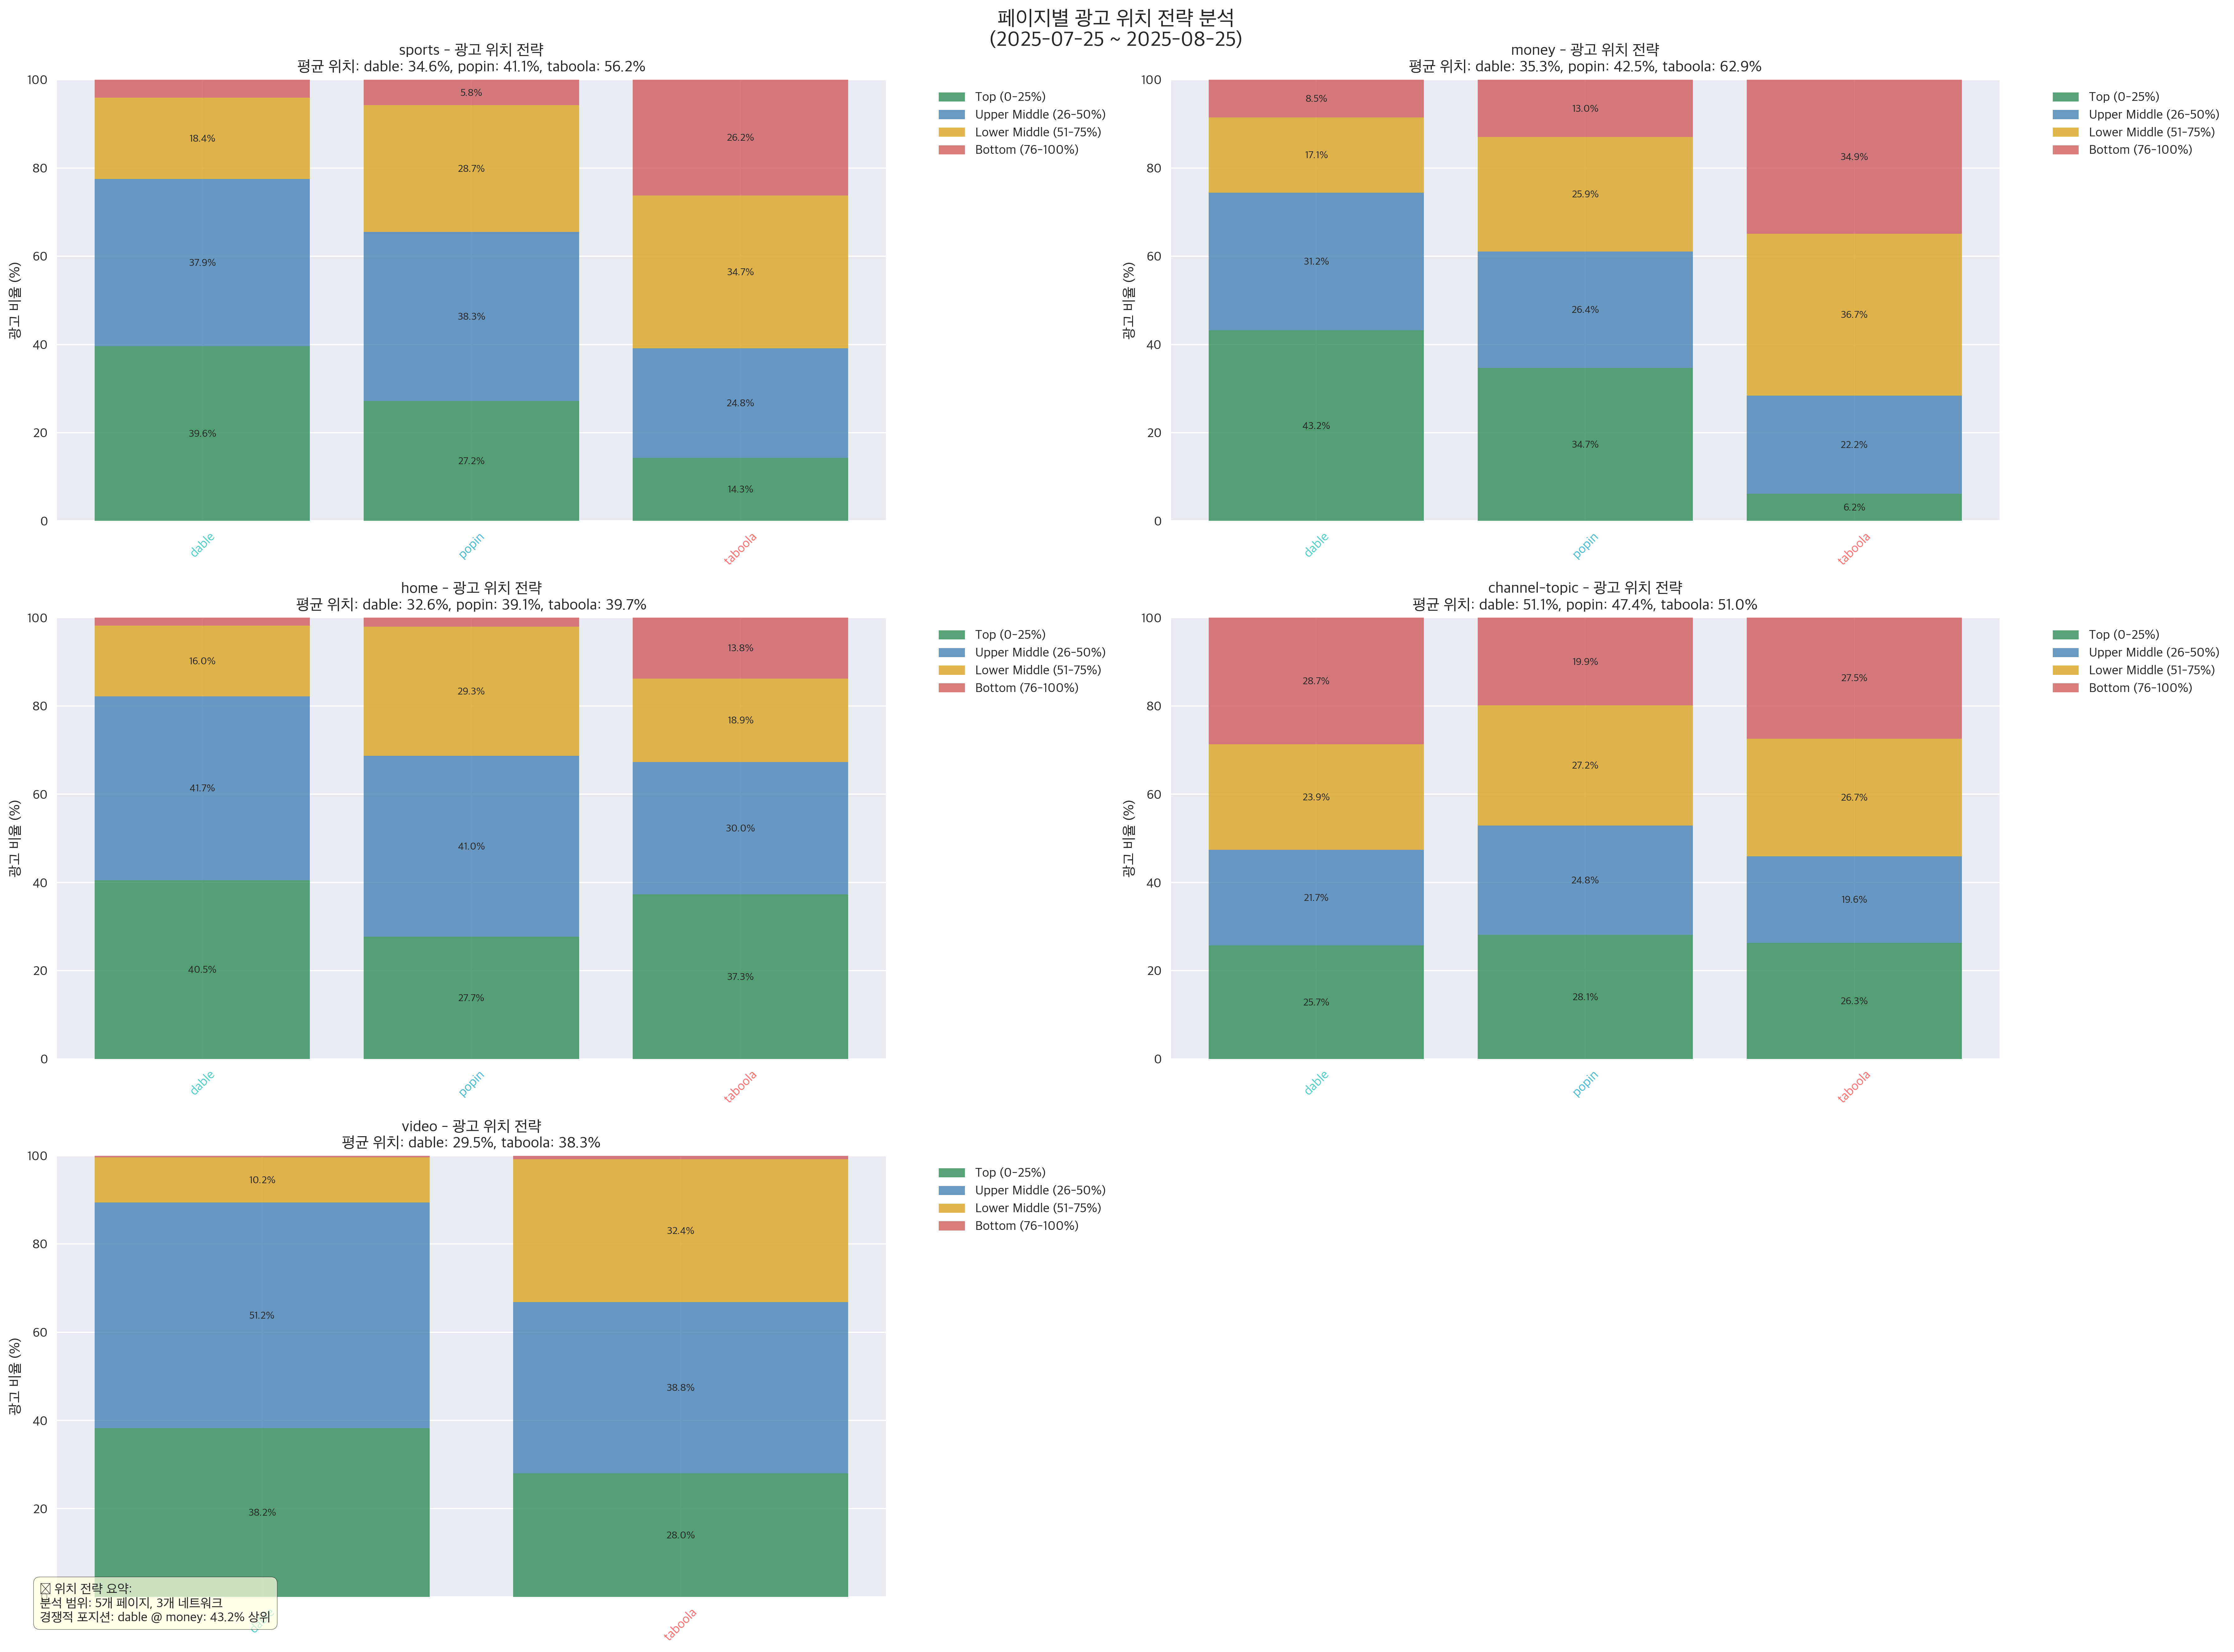 페이지별 광고 위치 전략 분석
(2025-07-25 ~ 2025-08-25)
sports - 광고 위치 전략
평균 위치: dable: 34.6%, popin: 41.1%, taboola: 56.2%
광고 비율 (%)
100
80
60
40
20
0
18.4%
37.9%
39.6%
5.8%
28.7%
38.3%
27.2%
26.2%
34.7%
24.8%
14.3%
dable
popin
taboola
Top (0-25%)
Upper Middle (26-50%)
Lower Middle (51-75%)
Bottom (76-100%)
money - 광고 위치 전략
평균 위치: dable: 35.3%, popin: 42.5%, taboola: 62.9%
광고 비율 (%)
100
80
60
40
20
0
8.5%
17.1%
31.2%
43.2%
13.0%
25.9%
26.4%
34.7%
34.9%
36.7%
22.2%
6.2%
dable
popin
taboola
Top (0-25%)
Upper Middle (26-50%)
Lower Middle (51-75%)
Bottom (76-100%)
home - 광고 위치 전략
평균 위치: dable: 32.6%, popin: 39.1%, taboola: 39.7%
광고 비율 (%)
100
80
60
40
20
0
16.0%
41.7%
40.5%
29.3%
41.0%
27.7%
13.8%
18.9%
30.0%
37.3%
dable
popin
taboola
Top (0-25%)
Upper Middle (26-50%)
Lower Middle (51-75%)
Bottom (76-100%)
channel-topic - 광고 위치 전략
평균 위치: dable: 51.1%, popin: 47.4%, taboola: 51.0%
광고 비율 (%)
100
80
60
40
20
0
28.7%
23.9%
21.7%
25.7%
19.9%
27.2%
24.8%
28.1%
27.5%
26.7%
19.6%
26.3%
dable
popin
taboola
Top (0-25%)
Upper Middle (26-50%)
Lower Middle (51-75%)
Bottom (76-100%)
video - 광고 위치 전략
평균 위치: dable: 29.5%, taboola: 38.3%
광고 비율 (%)
100
80
60
40
20
10.2%
51.2%
38.2%
32.4%
38.8%
28.0%
taboola
Top (0-25%)
Upper Middle (26-50%)
Lower Middle (51-75%)
Bottom (76-100%)
위치 전략 요약:
분석 범위: 5개 페이지, 3개 네트워크
경쟁적 포지션: dable @ money: 43.2% 상위